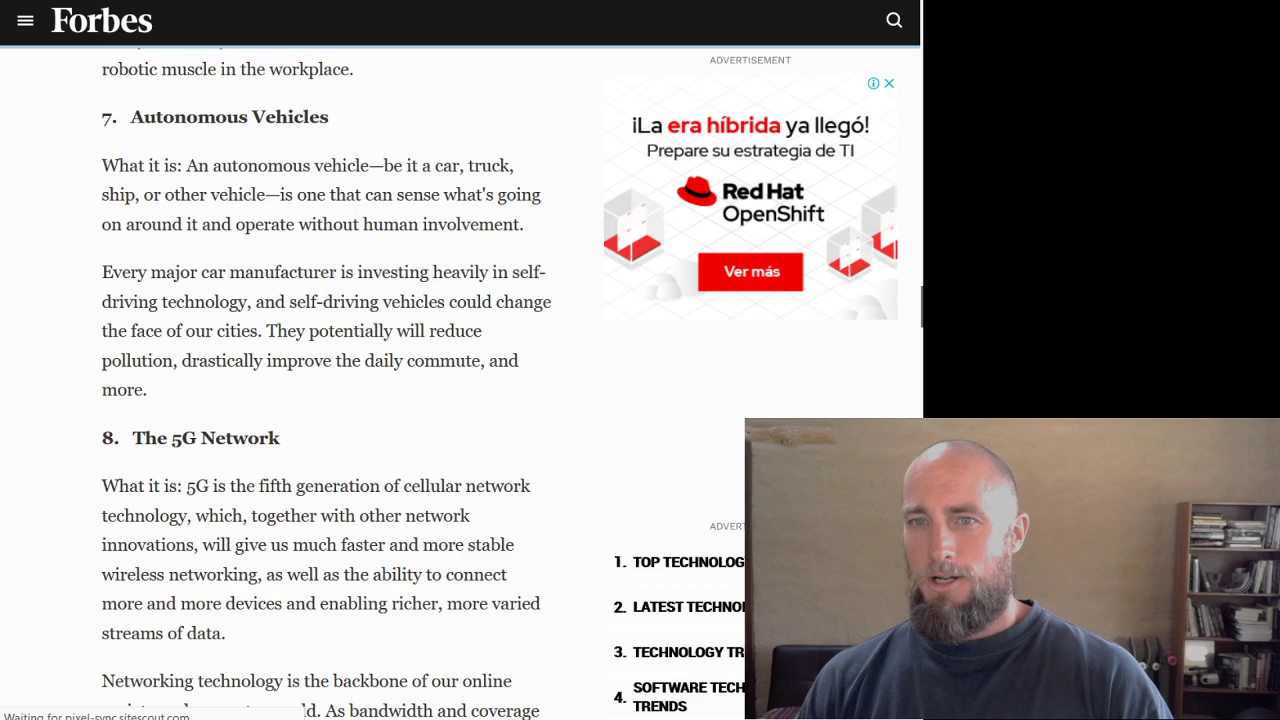 Forbes
robotic muscle in the workplace.
7. Autonomous Vehicles
What it is: An autonomous vehicle—be it a car, truck,
ship, or other vehicle—is one that can sense what's going
on around it and operate without human involvement.
Every major car manufacturer is investing heavily in self-
driving technology, and self-driving vehicles could change
the face of our cities. They potentially will reduce
pollution, drastically improve the daily commute, and
more.
8. The 5G Network
What it is: 5G is the fifth generation of cellular network
technology, which, together with other network
innovations, will give us much faster and more stable
wireless networking, as well as the ability to connect
more and more devices and enabling richer, more varied
streams of data.
Networking technology is the backbone of our online
ld. As bandwidth and coverage
Waiting for pixel-sync.sitescout.com
ADVERTISEMENT
¡La era híbrida ya llegó!
Prepare su estrategia de TI
Red Hat
OpenShift
Ver más
ADVERT
1. TOP TECHNOLOG
2. LATEST TECHNO
3. TECHNOLOGY TR
4. SOFTWARE TECH
TRENDS